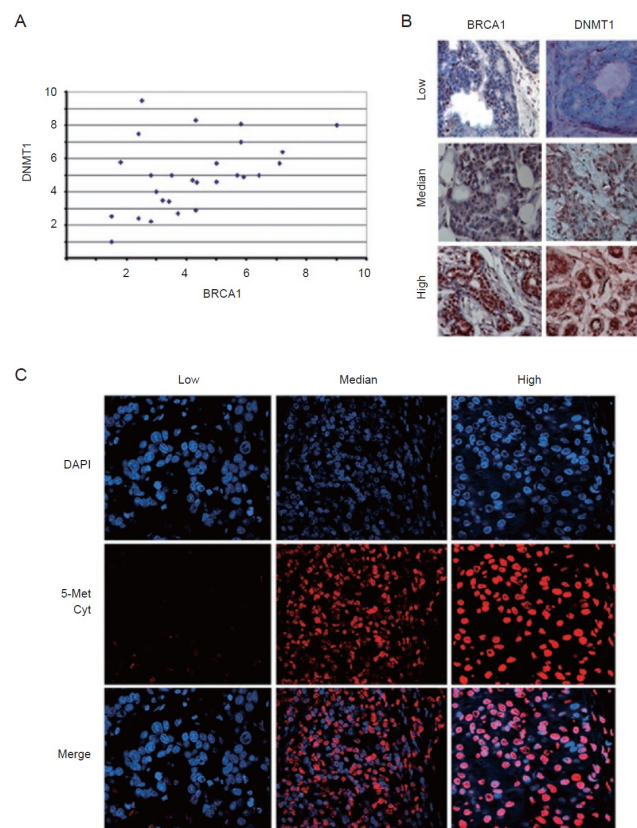 A
10
8
6
4
2
DNMT1
2 4 6 8 10
BRCA1
B
BRCA1 DNMT1
Low
Median
High
C
Low Median High
DAPI
5-Met
Cyt
Merge